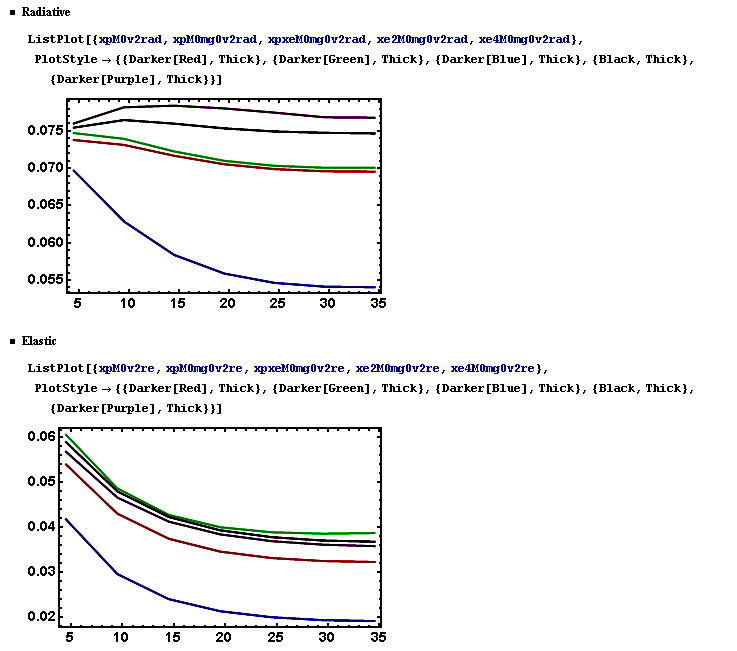 Radiative
ListPlot[{xpM0v2rad, xpM0mg0v2rad, xpxeM0mg0v2rad, xe2M0mg0v2rad, xe4M0mg0v2rad},
PlotStyle → {{Darker[Red], Thick}, {Darker[Green], Thick}, {Darker[Blue], Thick}, {Black, Thick},
{Darker[Purple], Thick}}]
0.075
0.070
0.065
0.060
0.055
5 10 15 20 25 30 35
Elastic
ListPlot[{xpM0v2re, xpM0mg0v2re, xpxeM0mg0v2re, xe2M0mg0v2re, xe4M0mg0v2re},
PlotStyle → {{Darker[Red], Thick}, {Darker[Green], Thick}, {Darker[Blue], Thick}, {Black, Thick},
{Darker[Purple], Thick}}]
0.06
0.05
0.04
0.03
0.02
5 10 15 20 25 30 35